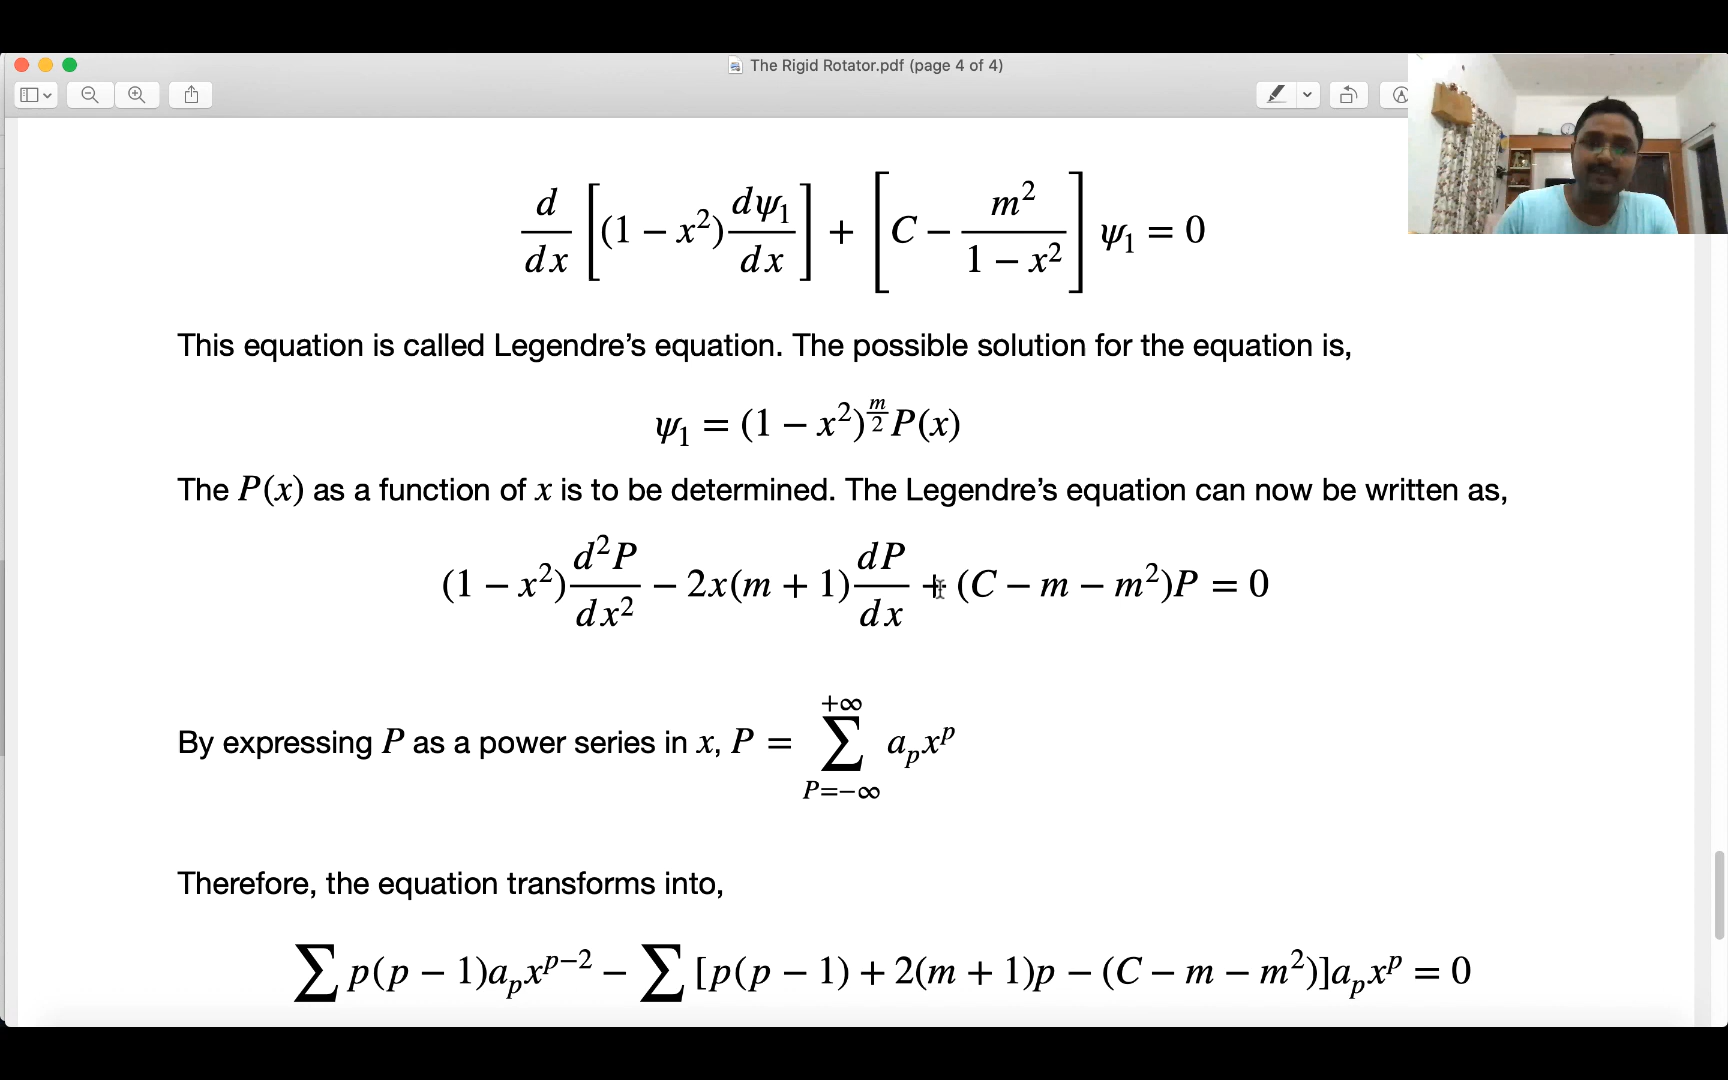 The Rigid Rotator.pdf (page 4 of 4)
d/dx [(1 − x²) dψ₁/dx] + [C − m²/(1 − x²)] ψ₁ = 0
This equation is called Legendre’s equation. The possible solution for the equation is,
ψ₁ = (1 − x²)^(m/2) P(x)
The P(x) as a function of x is to be determined. The Legendre’s equation can now be written as,
(1 − x²) d²P/dx² − 2x(m + 1) dP/dx + (C − m − m²)P = 0
By expressing P as a power series in x, P = ∑_{P=−∞}^{+∞} aₚxᵖ
Therefore, the equation transforms into,
∑ p(p − 1)aₚxᵖ⁻² − ∑ [p(p − 1) + 2(m + 1)p − (C − m − m²)]aₚxᵖ = 0